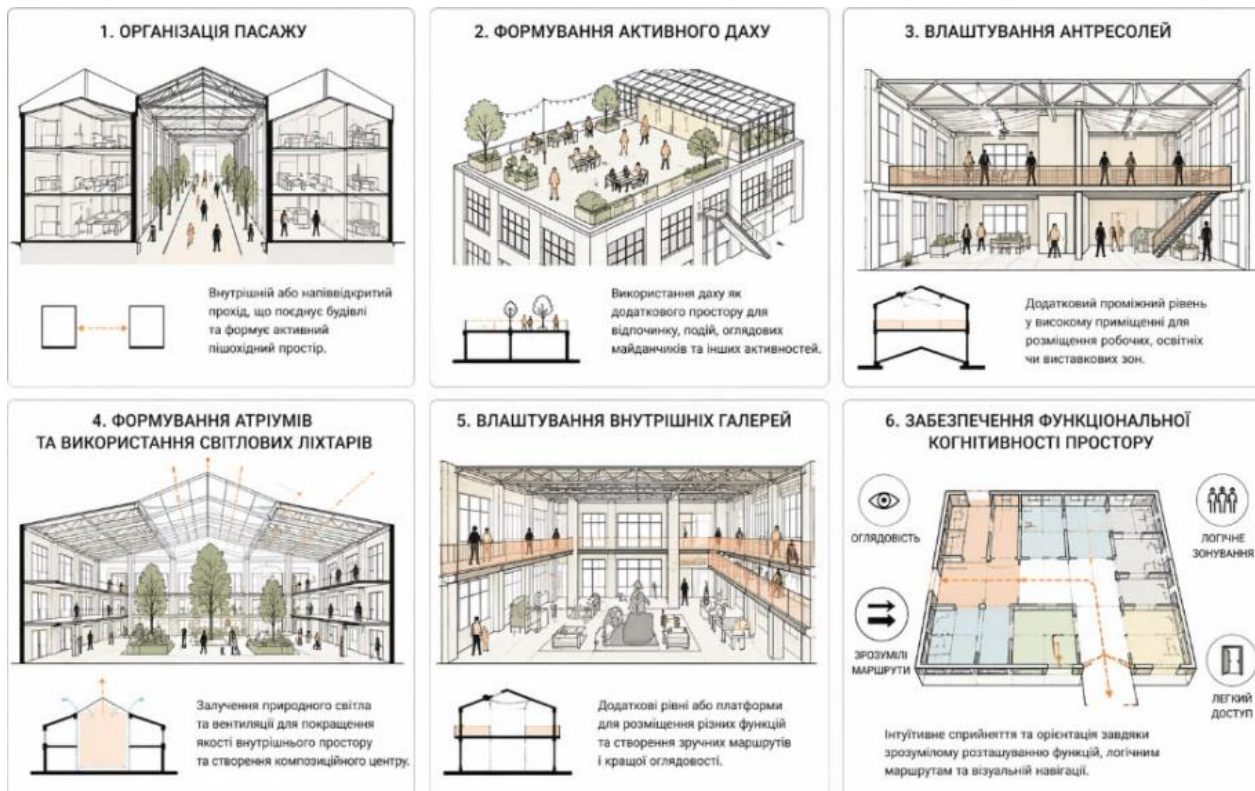 1. ОРГАНІЗАЦІЯ ПАСАЖУ
Внутрішній або напіввідкритий
прохід, що поєднує будівлі
та формує активний
пішохідний простір.
2. ФОРМУВАННЯ АКТИВНОГО ДАХУ
Використання даху як
додаткового простору для
відпочинку, подій, оглядових
майданчиків та інших активностей.
3. ВЛАШТУВАННЯ АНТРЕСОЛЕЙ
Додатковий проміжний рівень
у високому приміщенні для
розміщення робочих, освітніх
чи виставкових зон.
4. ФОРМУВАННЯ АТРІУМІВ
ТА ВИКОРИСТАННЯ СВІТЛОВИХ ЛІХТАРІВ
Залучення природного світла
та вентиляції для покращення
якості внутрішнього простору
та створення композиційного центру.
5. ВЛАШТУВАННЯ ВНУТРІШНІХ ГАЛЕРЕЙ
Додаткові рівні або платформи
для розміщення різних функцій
та створення зручних маршрутів
і кращої оглядовості.
6. ЗАБЕЗПЕЧЕННЯ ФУНКЦІОНАЛЬНОЇ
КОГНІТИВНОСТІ ПРОСТОРУ
ОГЛЯДОВІСТЬ
ЛОГІЧНЕ
ЗОНУВАННЯ
ЗРОЗУМІЛІ
МАРШРУТИ
ЛЕГКИЙ
ДОСТУП
Інтуїтивне сприйняття та орієнтація завдяки
зрозумілому розташуванню функцій, логічним
маршрутам та візуальній навігації.